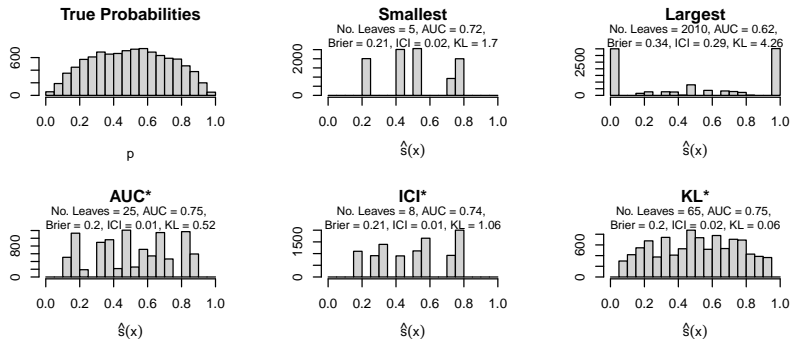 True Probabilities
0 600
0.0 0.2 0.4 0.6 0.8 1.0
p
Smallest
No. Leaves = 5, AUC = 0.72,
Brier = 0.21, ICI = 0.02, KL = 1.7
0 2000
0.0 0.2 0.4 0.6 0.8 1.0
ŝ(x)
Largest
No. Leaves = 2010, AUC = 0.62,
Brier = 0.34, ICI = 0.29, KL = 4.26
0 2500
0.0 0.2 0.4 0.6 0.8 1.0
ŝ(x)
AUC*
No. Leaves = 25, AUC = 0.75,
Brier = 0.2, ICI = 0.01, KL = 0.52
0 800
0.0 0.2 0.4 0.6 0.8 1.0
ŝ(x)
ICI*
No. Leaves = 8, AUC = 0.74,
Brier = 0.21, ICI = 0.01, KL = 1.06
0 1500
0.0 0.2 0.4 0.6 0.8 1.0
ŝ(x)
KL*
No. Leaves = 65, AUC = 0.75,
Brier = 0.2, ICI = 0.02, KL = 0.06
0 600
0.0 0.2 0.4 0.6 0.8 1.0
ŝ(x)